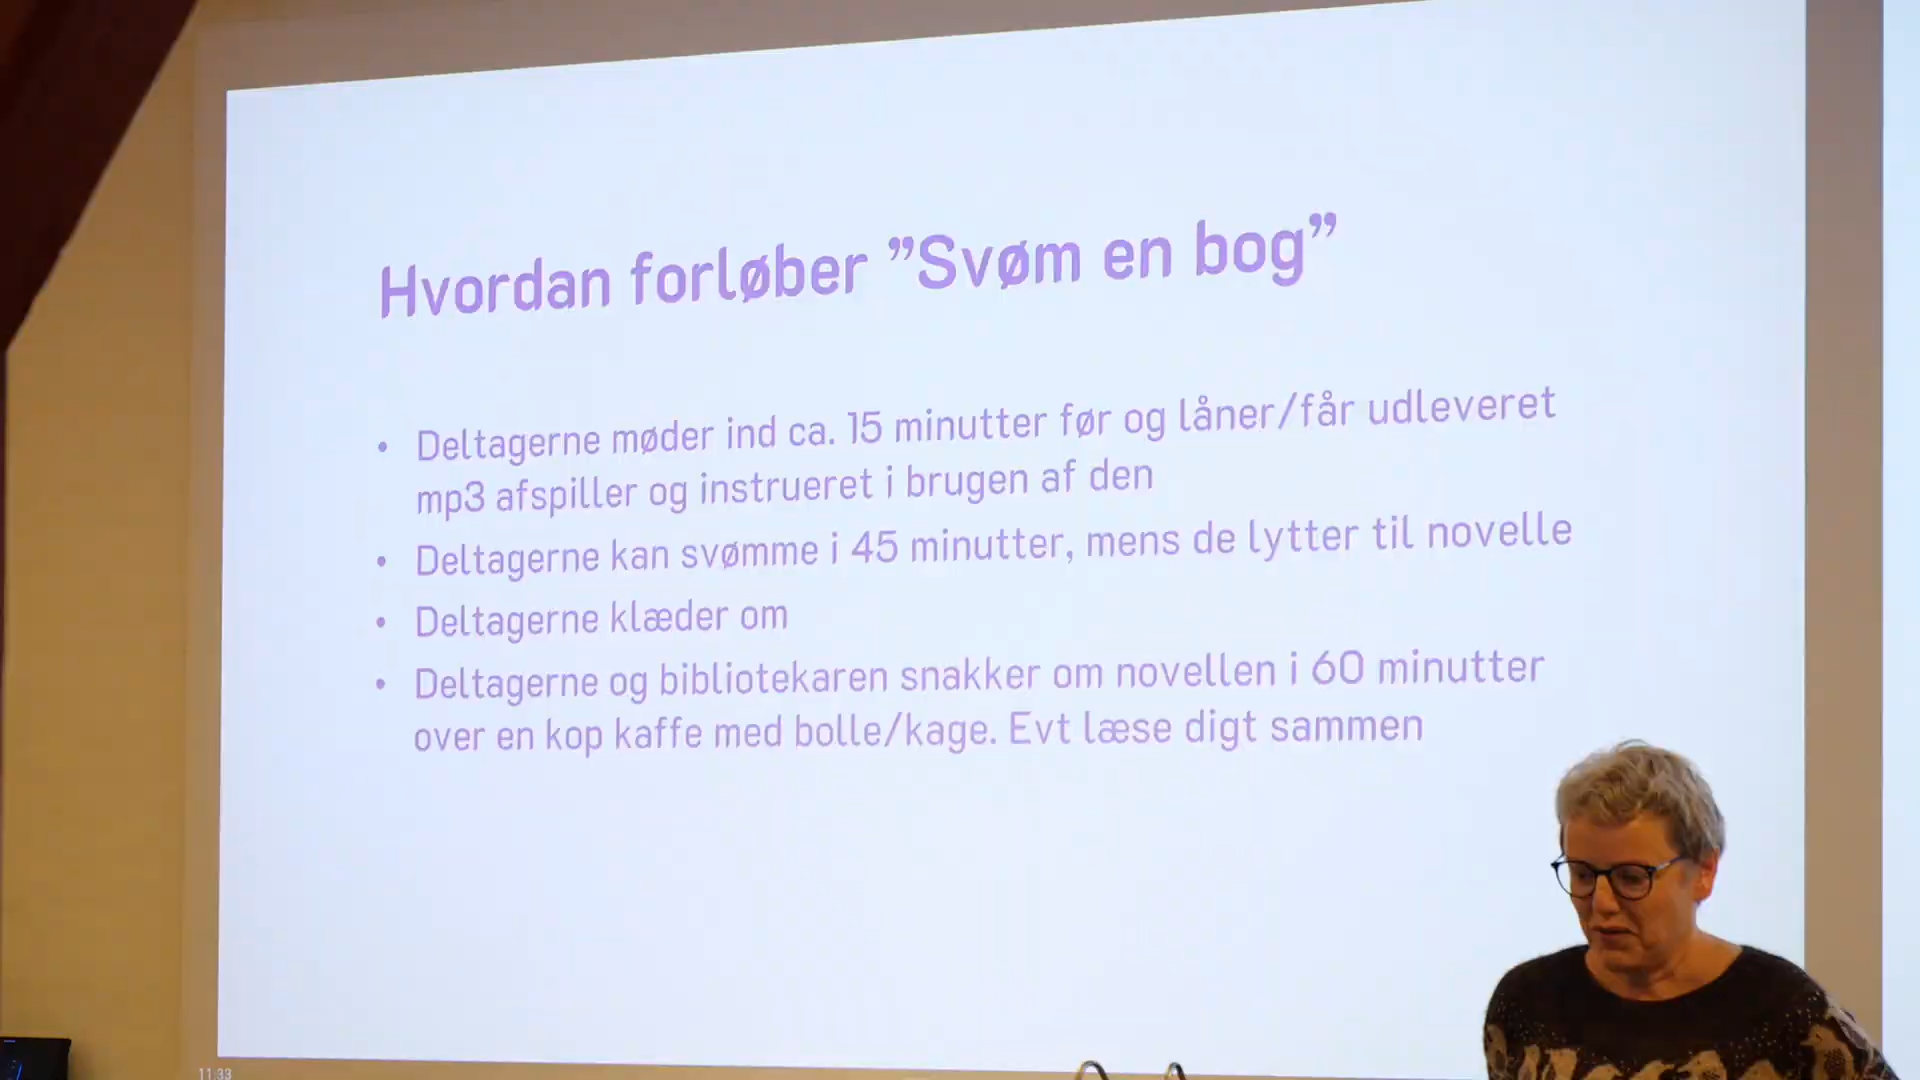 Hvordan forløber ”Svøm en bog”
• Deltagerne møder ind ca. 15 minutter før og låner/får udleveret
mp3 afspiller og instrueret i brugen af den
• Deltagerne kan svømme i 45 minutter, mens de lytter til novelle
• Deltagerne klæder om
• Deltagerne og bibliotekaren snakker om novellen i 60 minutter
over en kop kaffe med bolle/kage. Evt læse digt sammen
11:33